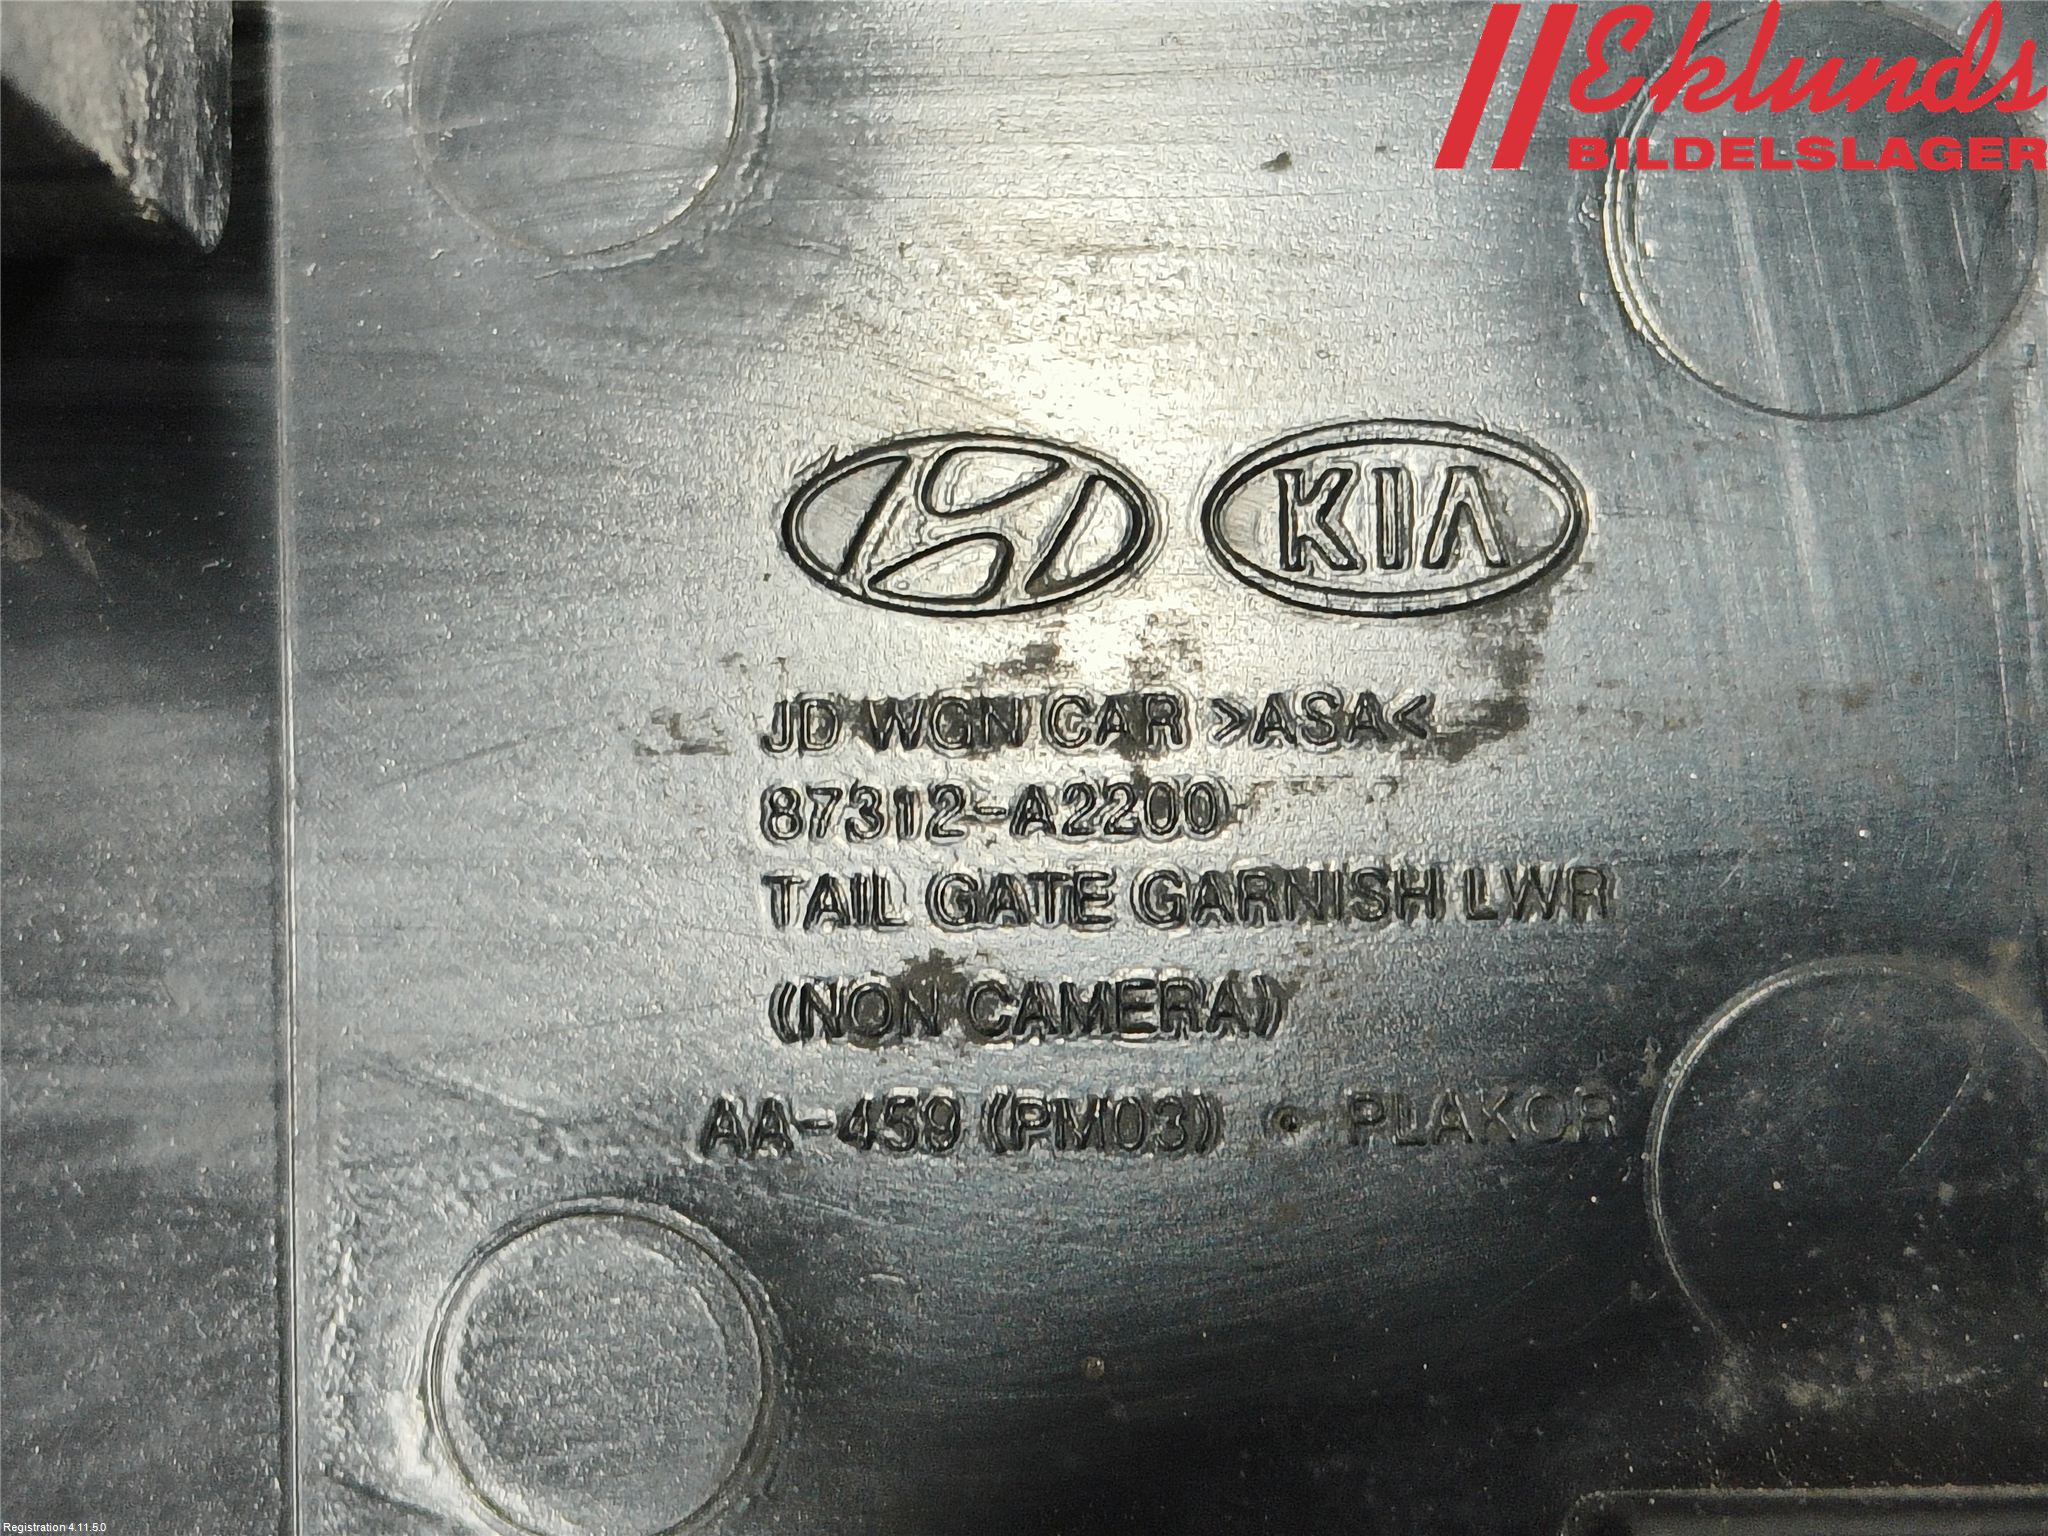 Eklunds
BILDELSLAGER
KIA
JD WGN CAR >ASA<
87312-A2200
TAIL GATE GARNISH LWR
(NON CAMERA)
AA-459 (PM03) • PLAKOR
Registration 4.11.5.0